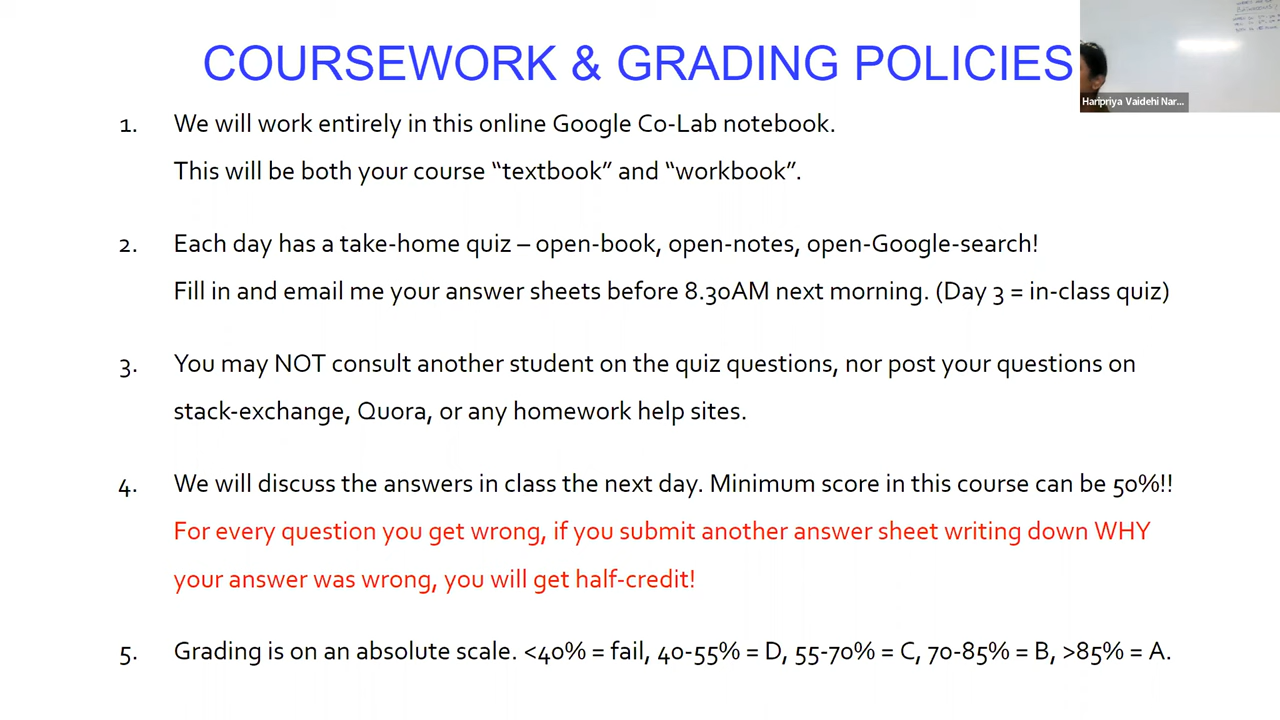 COURSEWORK & GRADING POLICIES
Haripriya Vaidehi Nar...
1. We will work entirely in this online Google Co-Lab notebook.
This will be both your course “textbook” and “workbook”.
2. Each day has a take-home quiz – open-book, open-notes, open-Google-search!
Fill in and email me your answer sheets before 8.30AM next morning. (Day 3 = in-class quiz)
3. You may NOT consult another student on the quiz questions, nor post your questions on
stack-exchange, Quora, or any homework help sites.
4. We will discuss the answers in class the next day. Minimum score in this course can be 50%!!
For every question you get wrong, if you submit another answer sheet writing down WHY
your answer was wrong, you will get half-credit!
5. Grading is on an absolute scale. <40% = fail, 40-55% = D, 55-70% = C, 70-85% = B, >85% = A.